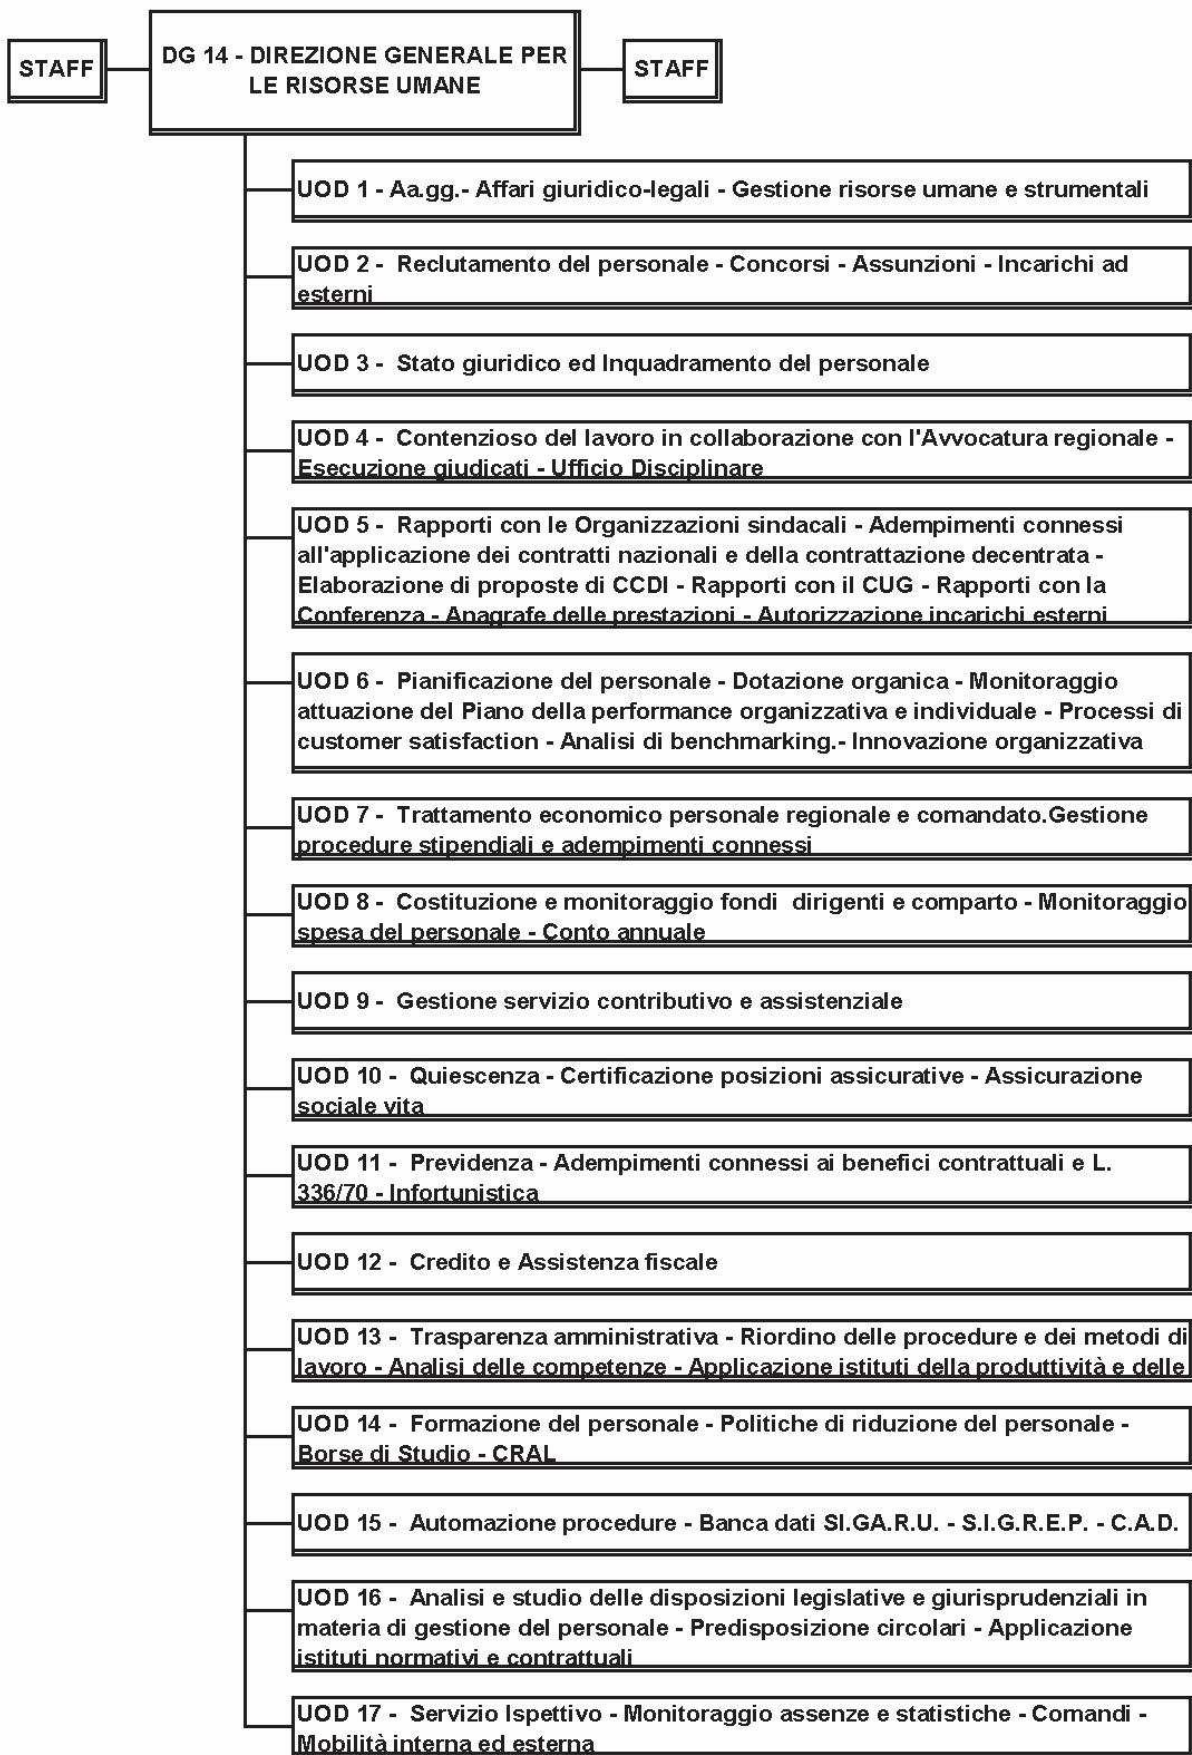 STAFF
DG 14 - DIREZIONE GENERALE PER
LE RISORSE UMANE
STAFF
UOD 1 - Aa.gg.- Affari giuridico-legali - Gestione risorse umane e strumentali
UOD 2 - Reclutamento del personale - Concorsi - Assunzioni - Incarichi ad
esterni
UOD 3 - Stato giuridico ed Inquadramento del personale
UOD 4 - Contenzioso del lavoro in collaborazione con l'Avvocatura regionale -
Esecuzione giudicati - Ufficio Disciplinare
UOD 5 - Rapporti con le Organizzazioni sindacali - Adempimenti connessi
all'applicazione dei contratti nazionali e della contrattazione decentrata -
Elaborazione di proposte di CCDI - Rapporti con il CUG - Rapporti con la
Conferenza - Anagrafe delle prestazioni - Autorizzazione incarichi esterni
UOD 6 - Pianificazione del personale - Dotazione organica - Monitoraggio
attuazione del Piano della performance organizzativa e individuale - Processi di
customer satisfaction - Analisi di benchmarking.- Innovazione organizzativa
UOD 7 - Trattamento economico personale regionale e comandato.Gestione
procedure stipendiali e adempimenti connessi
UOD 8 - Costituzione e monitoraggio fondi dirigenti e comparto - Monitoraggio
spesa del personale - Conto annuale
UOD 9 - Gestione servizio contributivo e assistenziale
UOD 10 - Quiescenza - Certificazione posizioni assicurative - Assicurazione
sociale vita
UOD 11 - Previdenza - Adempimenti connessi ai benefici contrattuali e L.
336/70 - Infortunistica
UOD 12 - Credito e Assistenza fiscale
UOD 13 - Trasparenza amministrativa - Riordino delle procedure e dei metodi di
lavoro - Analisi delle competenze - Applicazione istituti della produttività e delle
UOD 14 - Formazione del personale - Politiche di riduzione del personale -
Borse di Studio - CRAL
UOD 15 - Automazione procedure - Banca dati SI.GA.R.U. - S.I.G.R.E.P. - C.A.D.
UOD 16 - Analisi e studio delle disposizioni legislative e giurisprudenziali in
materia di gestione del personale - Predisposizione circolari - Applicazione
istituti normativi e contrattuali
UOD 17 - Servizio Ispettivo - Monitoraggio assenze e statistiche - Comandi -
Mobilità interna ed esterna